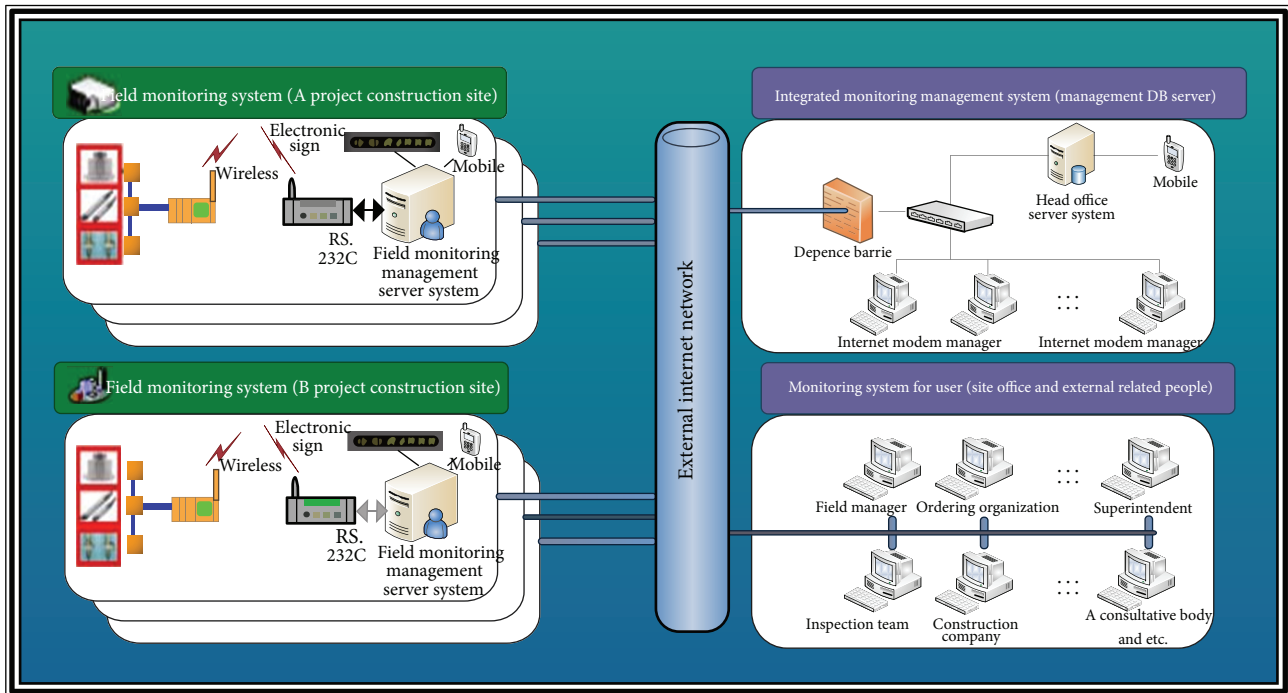 Field monitoring system (A project construction site)
Electronic
sign
Wireless
Mobile
RS.
232C
Field monitoring
management
server system
Field monitoring system (B project construction site)
Electronic
sign
Wireless
Mobile
RS.
232C
Field monitoring
management
server system
External internet network
Integrated monitoring management system (management DB server)
Head office
server system
Mobile
Depence barrie
Internet modem manager
Internet modem manager
Monitoring system for user (site office and external related people)
Field manager
Ordering organization
Superintendent
Inspection team
Construction
company
A consultative body
and etc.